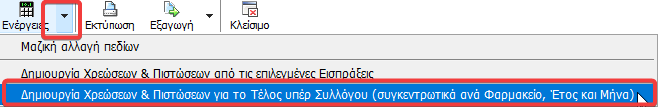 Ενέργειες Εκτύπωση Εξαγωγή Κλείσιμο
Μαζική αλλαγή πεδίων
Δημιουργία Χρεώσεων & Πιστώσεων από τις επιλεγμένες Εισπράξεις
Δημιουργία Χρεώσεων & Πιστώσεων για το Τέλος υπέρ Συλλόγου (συγκεντρωτικά ανά Φαρμακείο, Έτος και Μήνα)